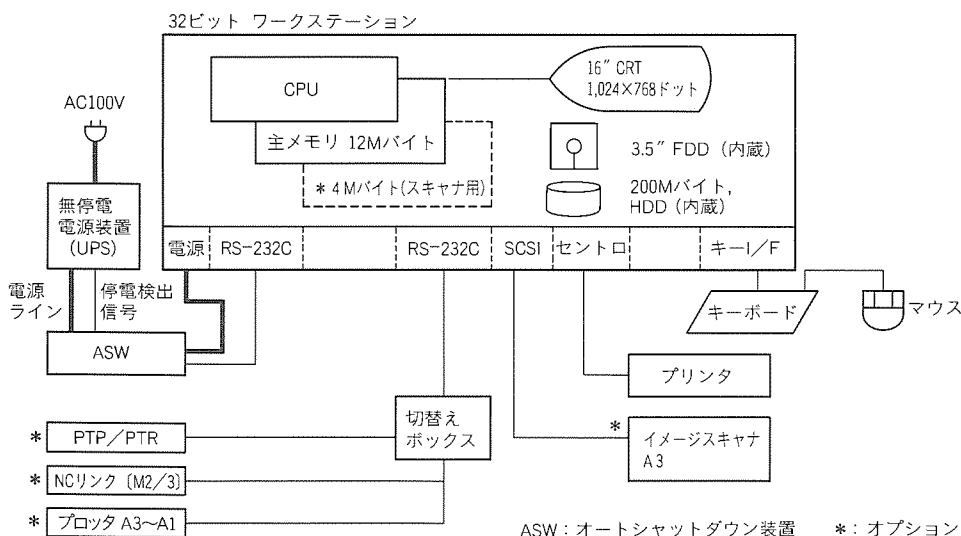 32ビット ワークステーション
CPU
主メモリ 12Mバイト
* 4Mバイト(スキャナ用)
16″ CRT
1,024×768ドット
3.5″ FDD (内蔵)
200Mバイト,
HDD (内蔵)
AC100V
無停電
電源装置
(UPS)
電源
RS-232C
RS-232C
SCSI
セントロ
キーI/F
電源
ライン
停電検出
信号
ASW
キーボード
マウス
プリンタ
切替え
ボックス
* イメージスキャナ
A3
* PTP/PTR
* NCリンク〔M2/3〕
* プロッタ A3〜A1
ASW:オートシャットダウン装置 *:オプション